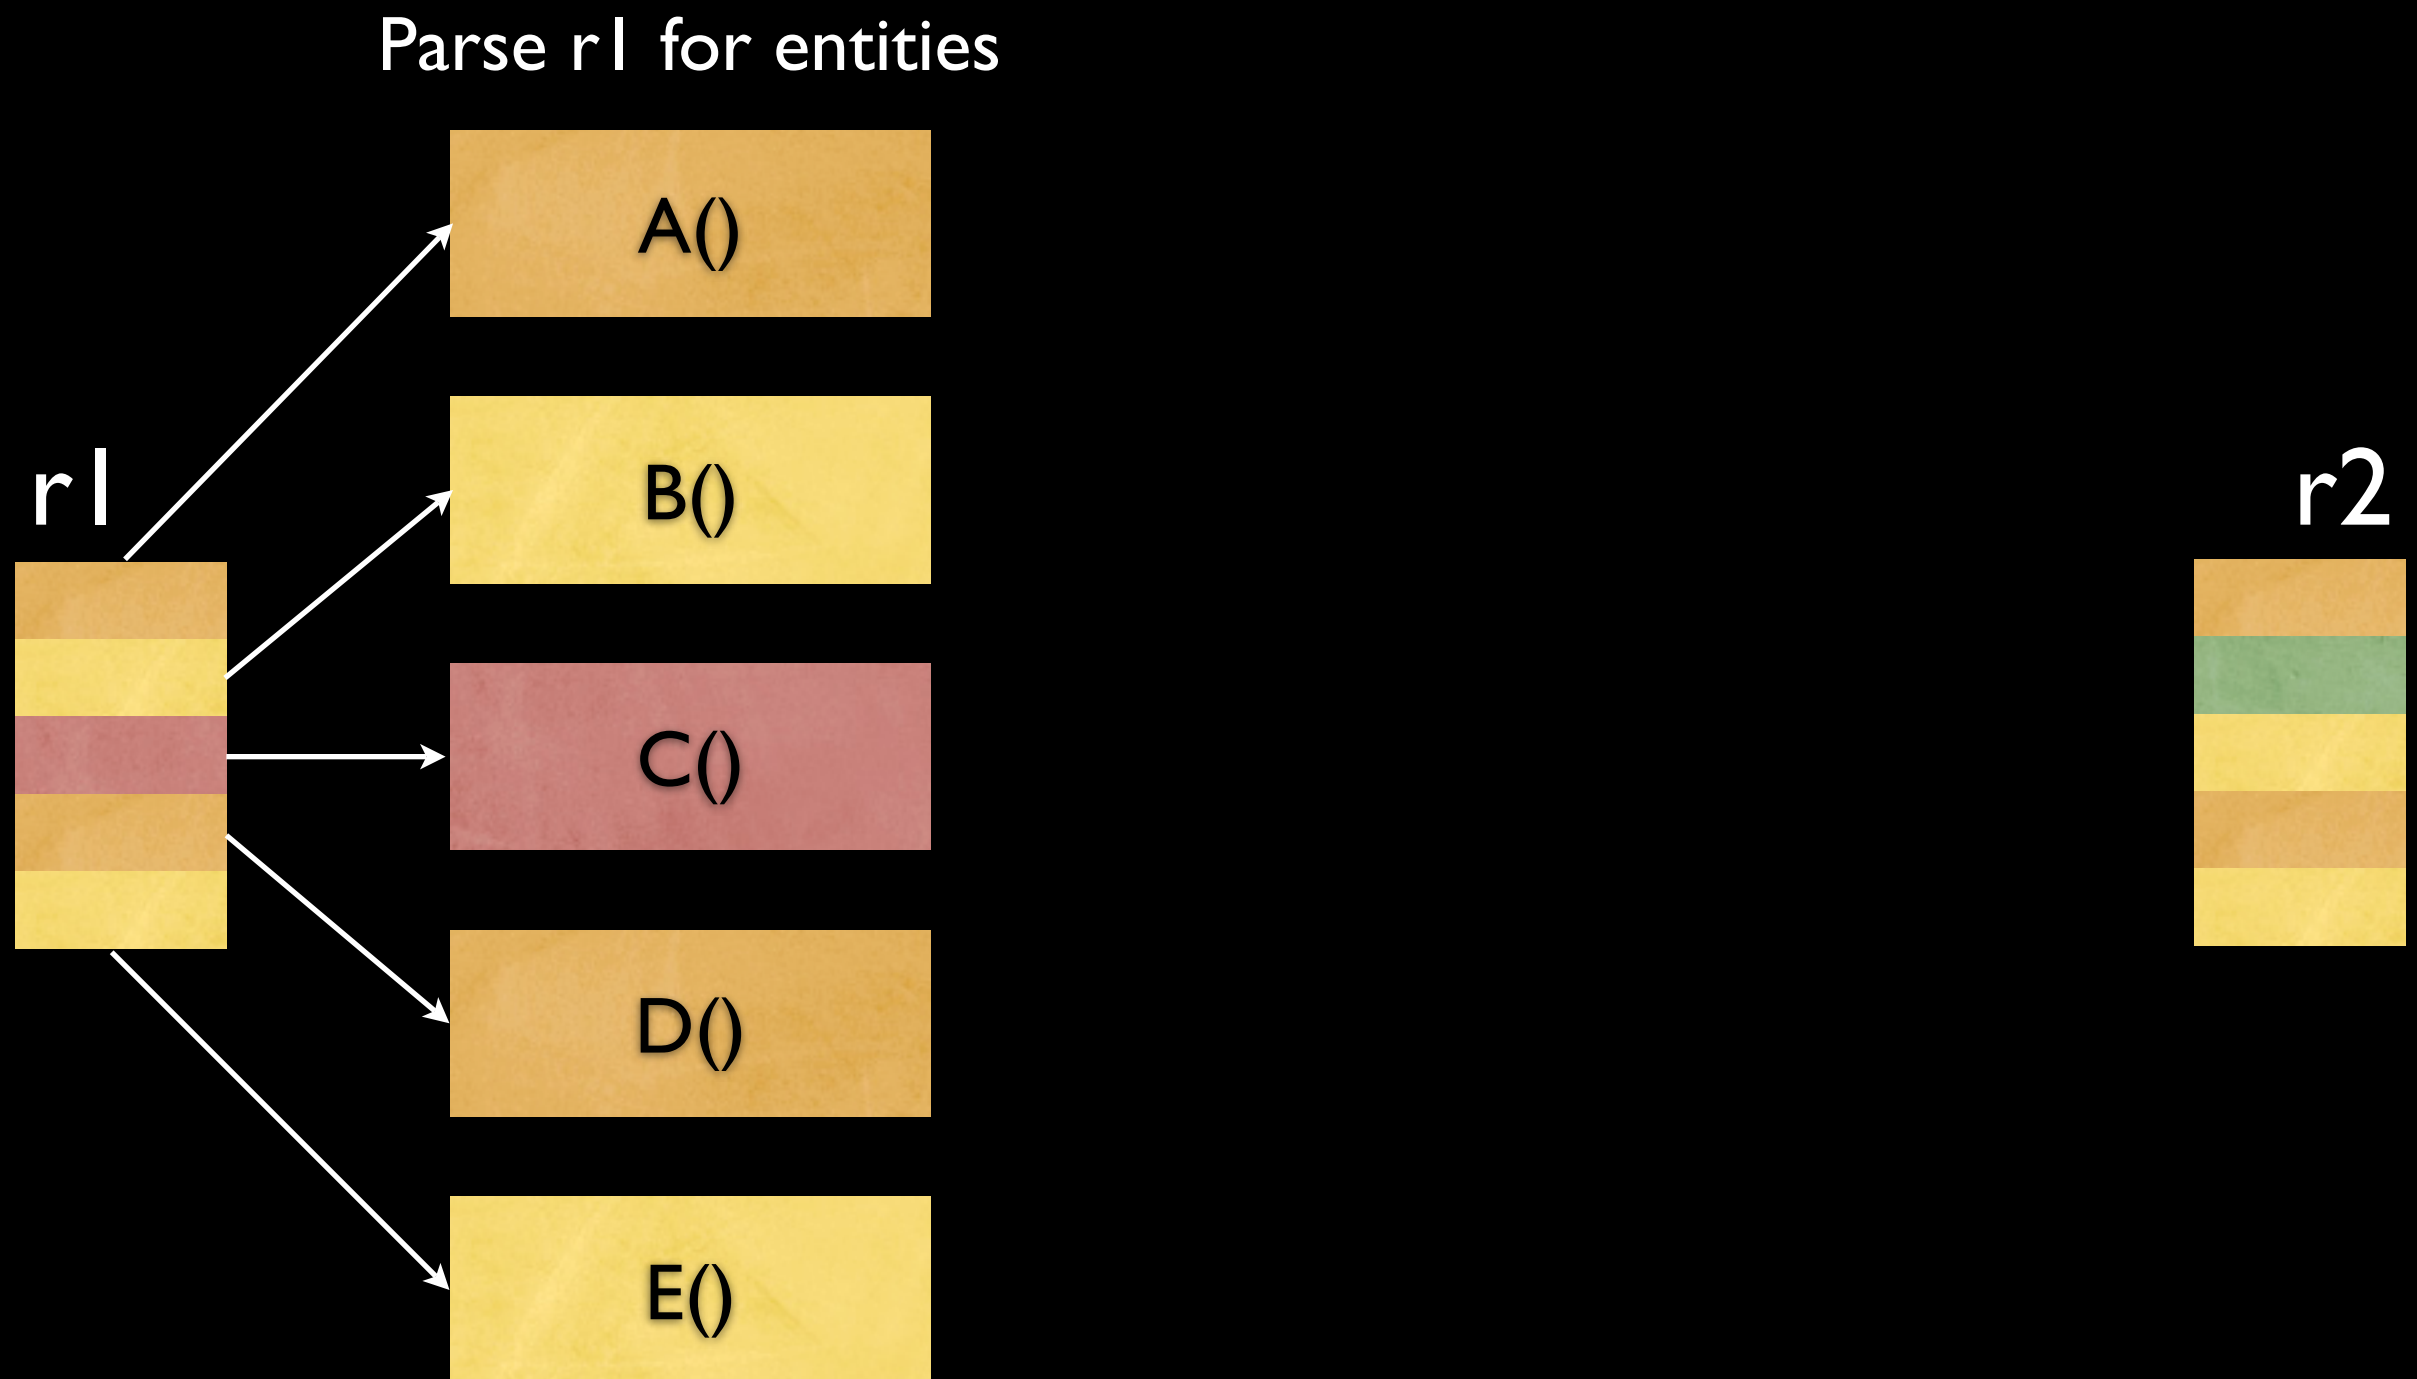 Parse r1 for entities
A()
r1
B()
r2
C()
D()
E()